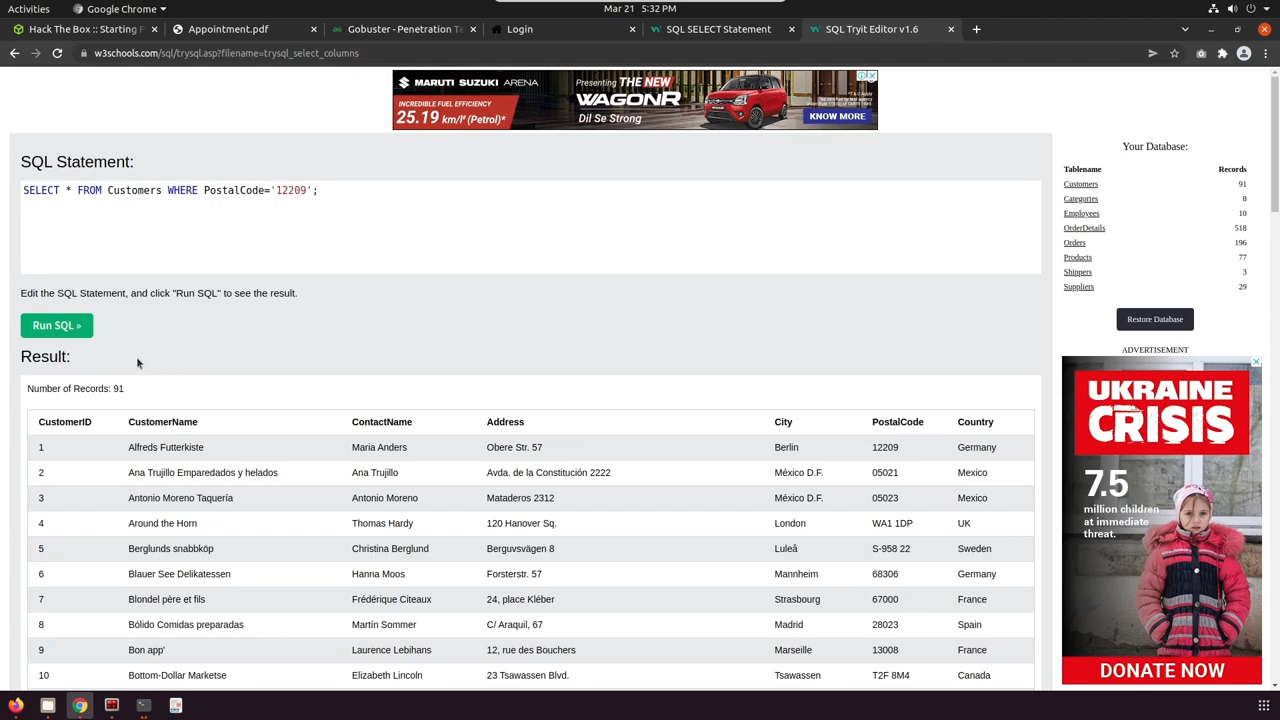 Activities
Google Chrome
Mar 21 5:32 PM
Hack The Box :: Starting P
Appointment.pdf
Gobuster - Penetration Te
Login
SQL SELECT Statement
SQL Tryit Editor v1.6
w3schools.com/sql/trysql.asp?filename=trysql_select_columns
MARUTI SUZUKI ARENA
INCREDIBLE FUEL EFFICIENCY
25.19 km/l# (Petrol)*
Presenting THE NEW
WAGONR
Dil Se Strong
KNOW MORE
SQL Statement:
SELECT * FROM Customers WHERE PostalCode='12209';
Edit the SQL Statement, and click "Run SQL" to see the result.
Run SQL »
Result:
Number of Records: 91
CustomerID CustomerName ContactName Address City PostalCode Country
1 Alfreds Futterkiste Maria Anders Obere Str. 57 Berlin 12209 Germany
2 Ana Trujillo Emparedados y helados Ana Trujillo Avda. de la Constitución 2222 México D.F. 05021 Mexico
3 Antonio Moreno Taquería Antonio Moreno Mataderos 2312 México D.F. 05023 Mexico
4 Around the Horn Thomas Hardy 120 Hanover Sq. London WA1 1DP UK
5 Berglunds snabbköp Christina Berglund Berguvsvägen 8 Luleå S-958 22 Sweden
6 Blauer See Delikatessen Hanna Moos Forsterstr. 57 Mannheim 68306 Germany
7 Blondel père et fils Frédérique Citeaux 24, place Kléber Strasbourg 67000 France
8 Bólido Comidas preparadas Martín Sommer C/ Araquil, 67 Madrid 28023 Spain
9 Bon app' Laurence Lebihans 12, rue des Bouchers Marseille 13008 France
10 Bottom-Dollar Marketse Elizabeth Lincoln 23 Tsawassen Blvd. Tsawassen T2F 8M4 Canada
Your Database:
Tablename Records
Customers 91
Categories 8
Employees 10
OrderDetails 518
Orders 196
Products 77
Shippers 3
Suppliers 29
Restore Database
ADVERTISEMENT
UKRAINE
CRISIS
7.5
million children
at immediate
threat.
DONATE NOW